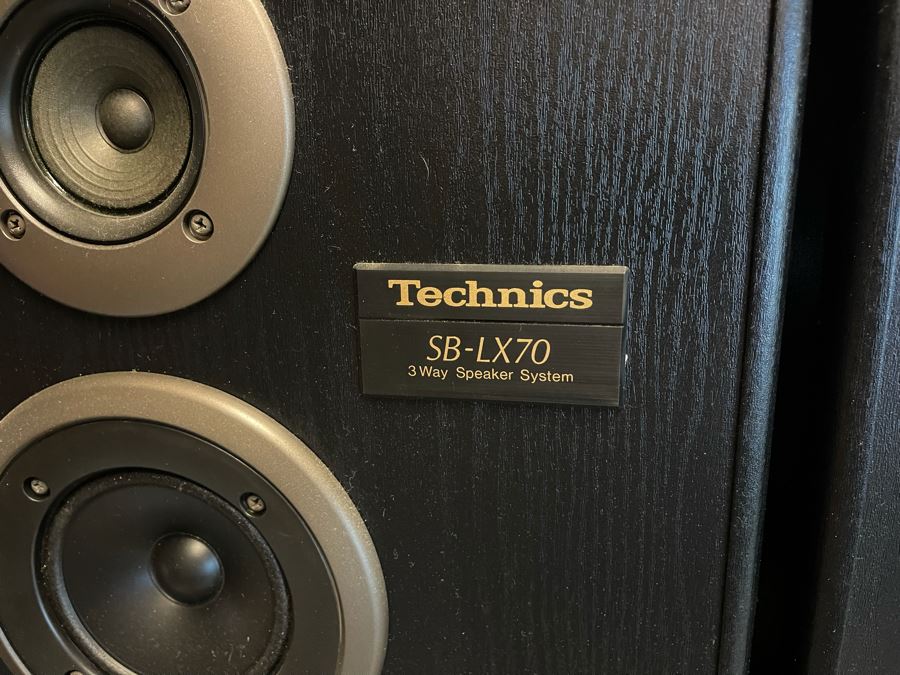 Technics
SB-LX70
3 Way Speaker System